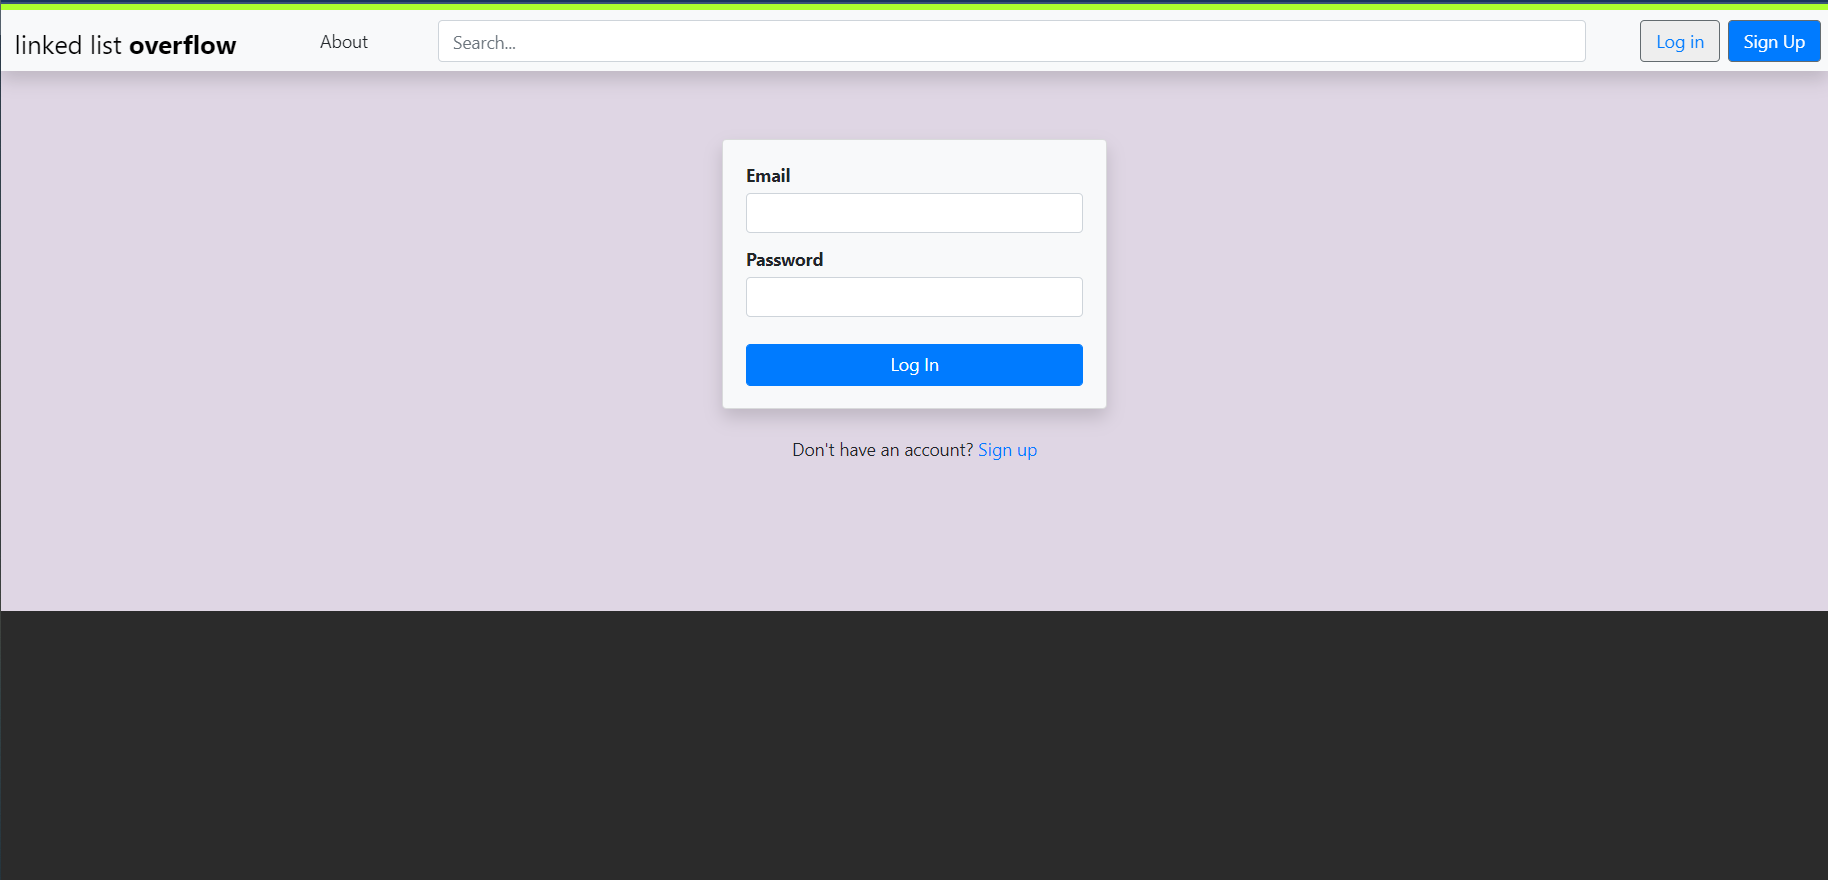 linked list overflow About Search... Log in Sign Up
Email
Password
Log In
Don't have an account? Sign up